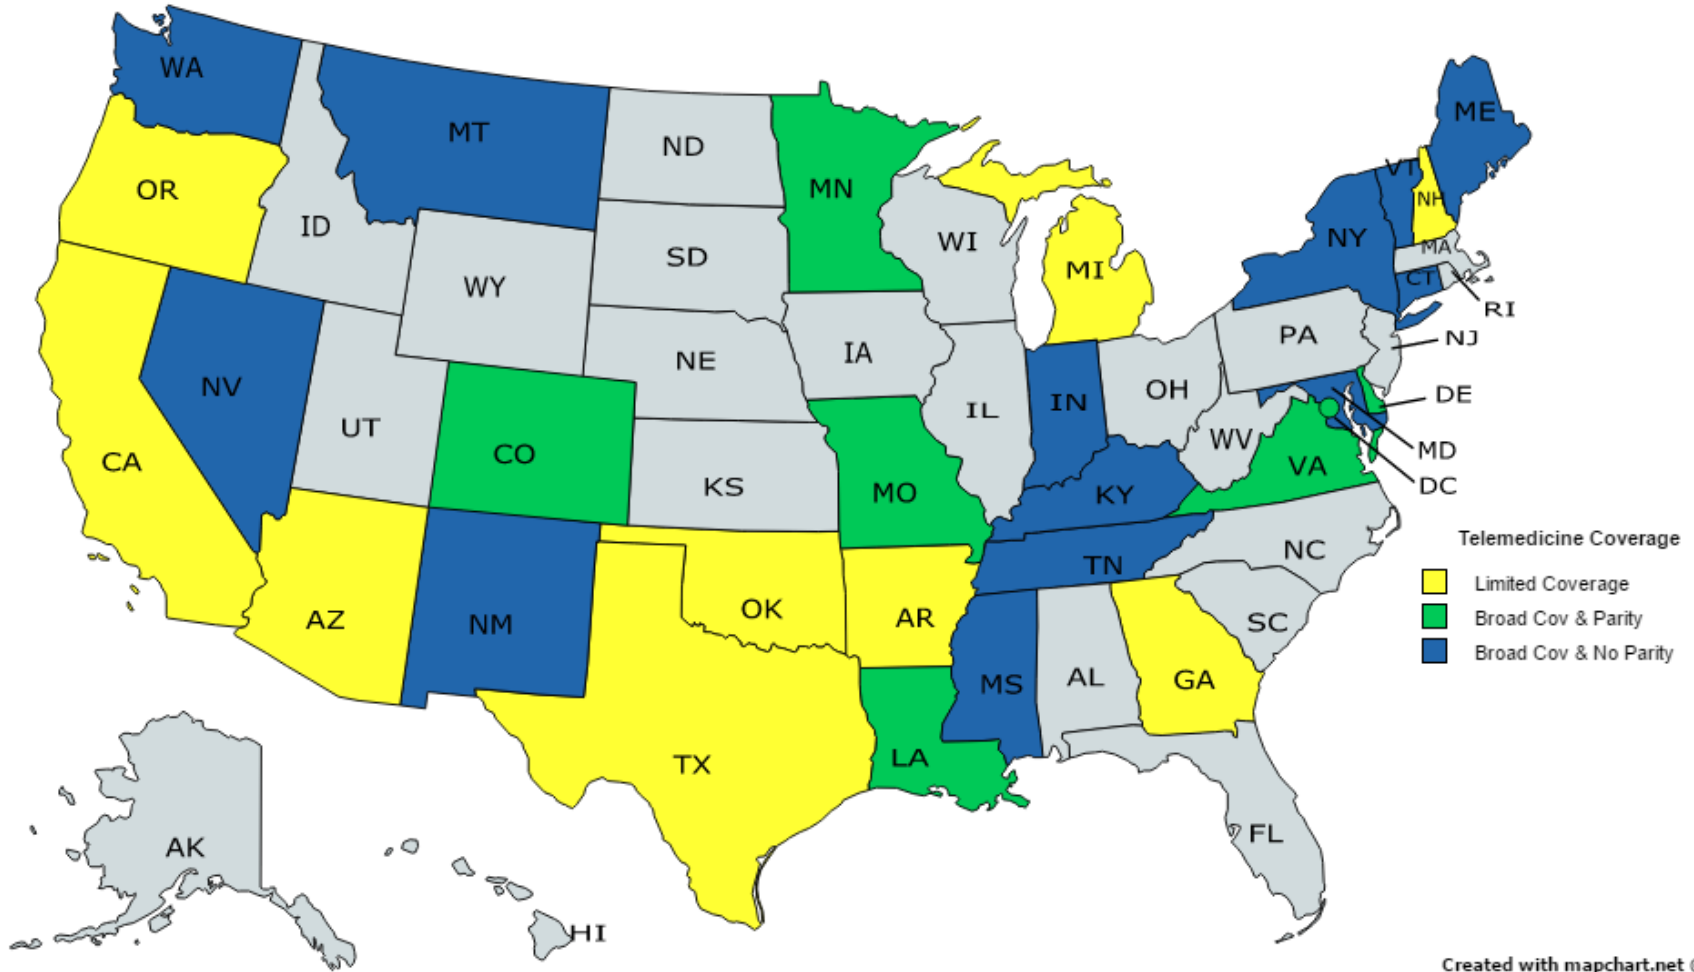 WA
MT
ND
MN
ME
VT
NH
OR
ID
SD
WI
MI
NY
MA
CT
RI
WY
NE
IA
PA
NJ
NV
UT
CO
KS
IL
IN
OH
DE
CA
MO
KY
WV
VA
MD
DC
AZ
NM
OK
AR
TN
NC
SC
TX
LA
MS
AL
GA
FL
AK
HI
Telemedicine Coverage
Limited Coverage
Broad Cov & Parity
Broad Cov & No Parity
Created with mapchart.net